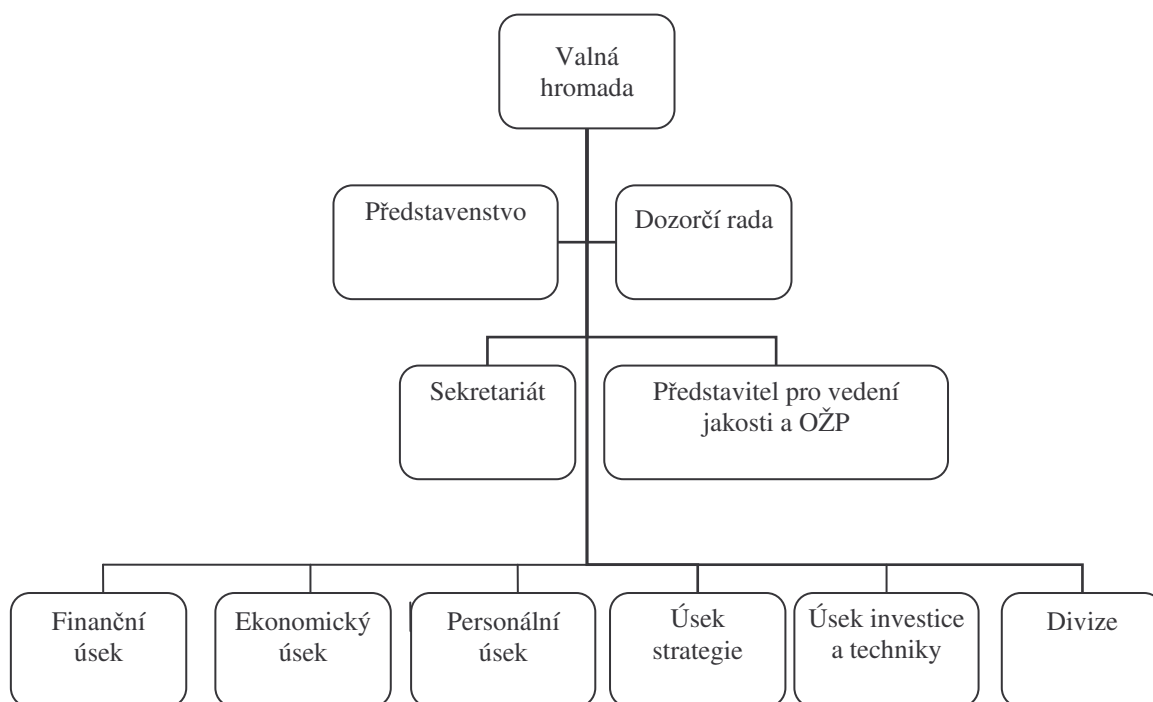 Valná
hromada
Představenstvo
Dozorčí rada
Sekretariát
Představitel pro vedení
jakosti a OŽP
Finanční
úsek
Ekonomický
úsek
Personální
úsek
Úsek
strategie
Úsek investice
a techniky
Divize